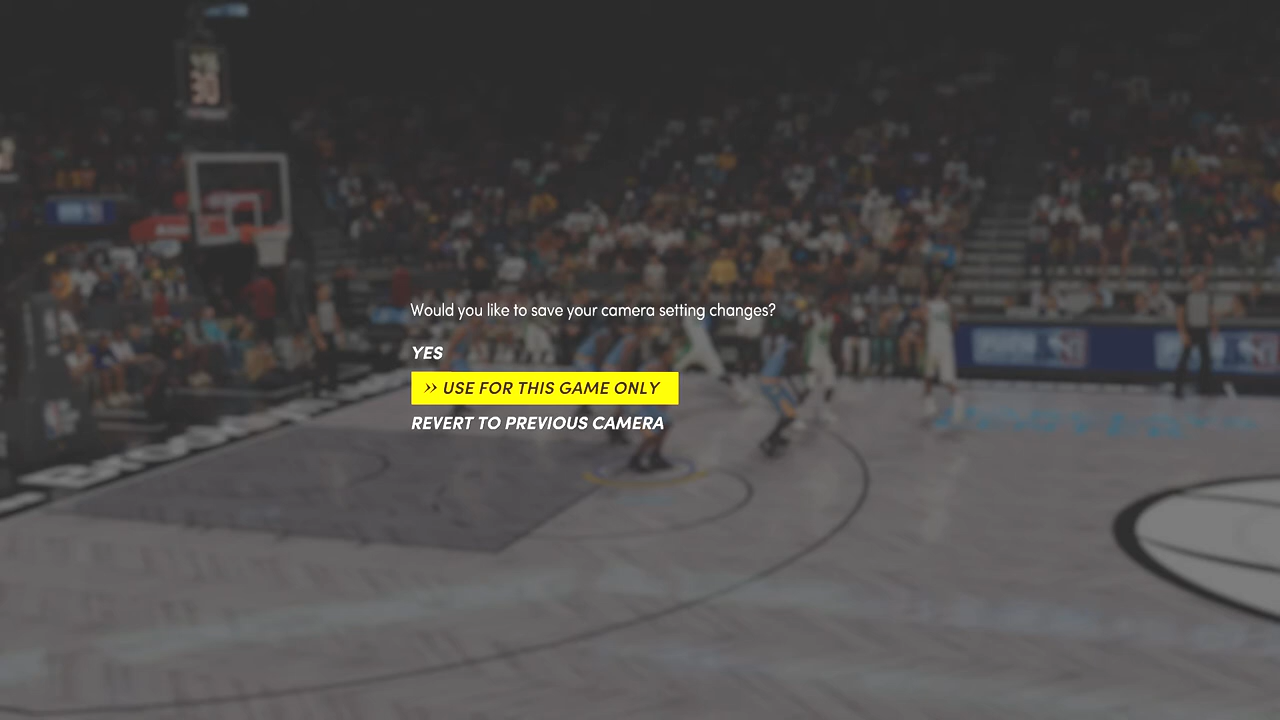 30
Would you like to save your camera setting changes?
YES
USE FOR THIS GAME ONLY
REVERT TO PREVIOUS CAMERA